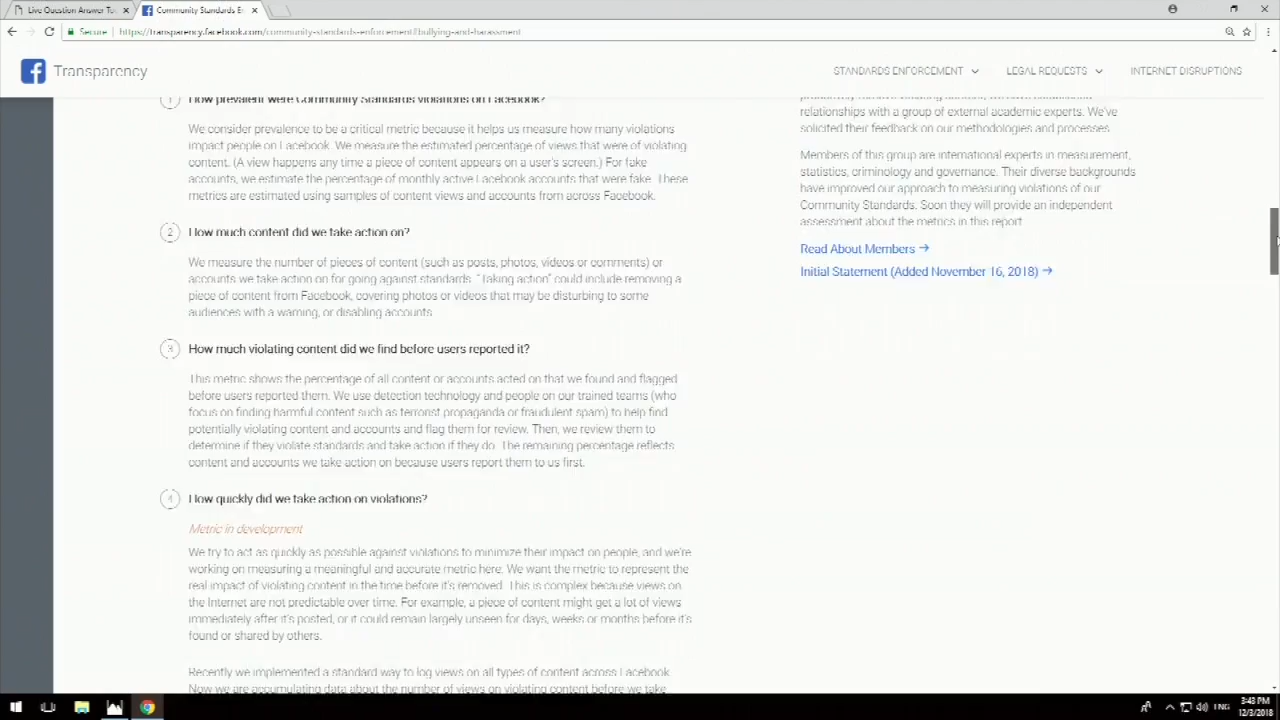 Live Question Answer To
Community Standards E
Secure
https://transparency.facebook.com/community-standards-enforcement#bullying-and-harassment
Transparency
STANDARDS ENFORCEMENT
LEGAL REQUESTS
INTERNET DISRUPTIONS
1 How prevalent were Community Standards violations on Facebook?
We consider prevalence to be a critical metric because it helps us measure how many violations
impact people on Facebook. We measure the estimated percentage of views that were of violating
content. (A view happens any time a piece of content appears on a user's screen.) For fake
accounts, we estimate the percentage of monthly active Facebook accounts that were fake. These
metrics are estimated using samples of content views and accounts from across Facebook.
2 How much content did we take action on?
We measure the number of pieces of content (such as posts, photos, videos or comments) or
accounts we take action on for going against standards. "Taking action" could include removing a
piece of content from Facebook, covering photos or videos that may be disturbing to some
audiences with a warning, or disabling accounts.
3 How much violating content did we find before users reported it?
This metric shows the percentage of all content or accounts acted on that we found and flagged
before users reported them. We use detection technology and people on our trained teams (who
focus on finding harmful content such as terrorist propaganda or fraudulent spam) to help find
potentially violating content and accounts and flag them for review. Then, we review them to
determine if they violate standards and take action if they do. The remaining percentage reflects
content and accounts we take action on because users report them to us first.
4 How quickly did we take action on violations?
Metric in development
We try to act as quickly as possible against violations to minimize their impact on people, and we're
working on measuring a meaningful and accurate metric here. We want the metric to represent the
real impact of violating content in the time before it's removed. This is complex because views on
the Internet are not predictable over time. For example, a piece of content might get a lot of views
immediately after it's posted, or it could remain largely unseen for days, weeks or months before it's
found or shared by others.
Recently we implemented a standard way to log views on all types of content across Facebook.
Now we are accumulating data about the number of views on violating content before we take
relationships with a group of external academic experts. We've
solicited their feedback on our methodologies and processes.
Members of this group are international experts in measurement,
statistics, criminology and governance. Their diverse backgrounds
have improved our approach to measuring violations of our
Community Standards. Soon they will provide an independent
assessment about the metrics in this report.
Read About Members →
Initial Statement (Added November 16, 2018) →
ENG
3:43 PM
12/3/2018